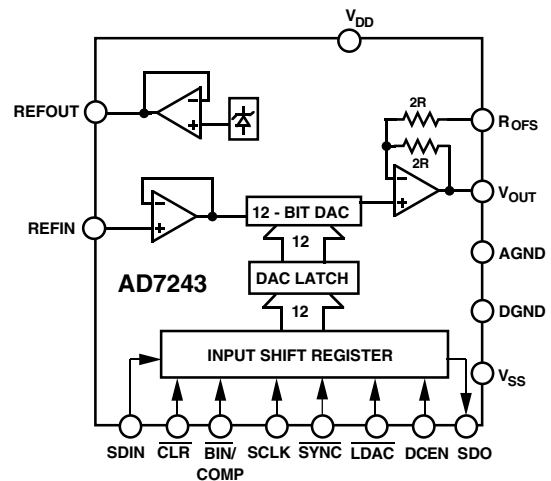 VDD
REFOUT
2R
ROFS
2R
VOUT
REFIN
12 - BIT DAC
12
AGND
AD7243
DAC LATCH
12
DGND
INPUT SHIFT REGISTER
VSS
SDIN CLR BIN/ SCLK SYNC LDAC DCEN SDO
COMP